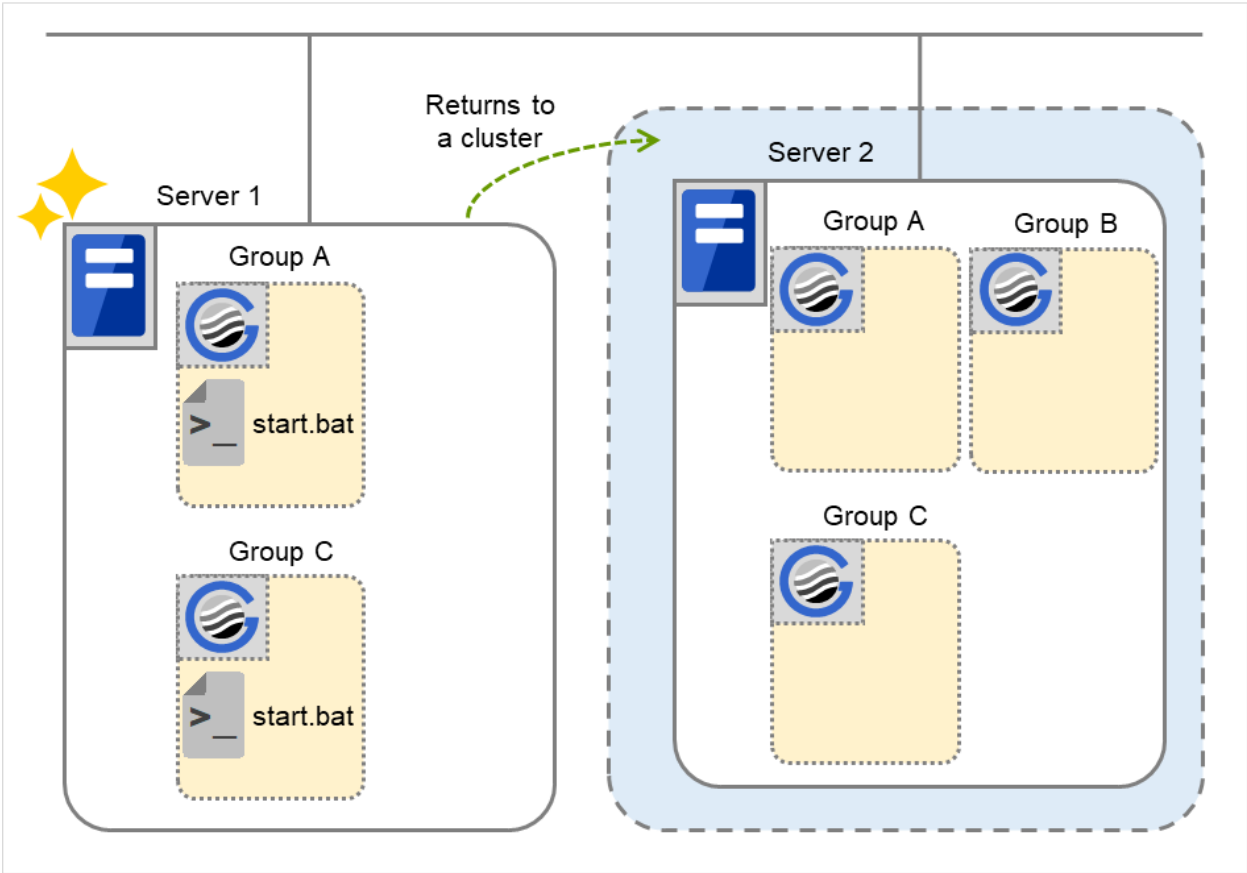 Returns to
a cluster
Server 1
Group A
>_ start.bat
Group C
>_ start.bat
Server 2
Group A
Group B
Group C